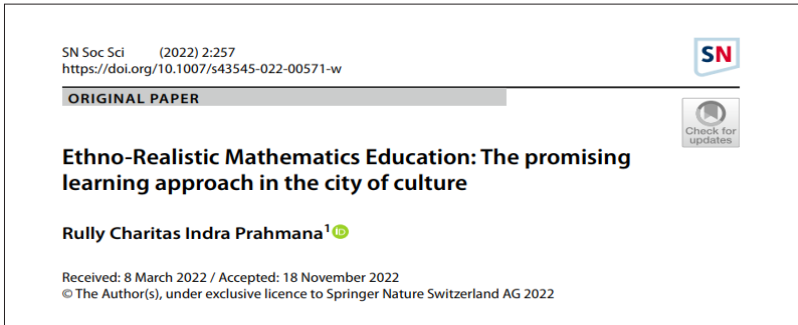 SN Soc Sci (2022) 2:257
https://doi.org/10.1007/s43545-022-00571-w
SN
ORIGINAL PAPER
Check for
updates
Ethno-Realistic Mathematics Education: The promising
learning approach in the city of culture
Rully Charitas Indra Prahmana1 iD
Received: 8 March 2022 / Accepted: 18 November 2022
© The Author(s), under exclusive licence to Springer Nature Switzerland AG 2022